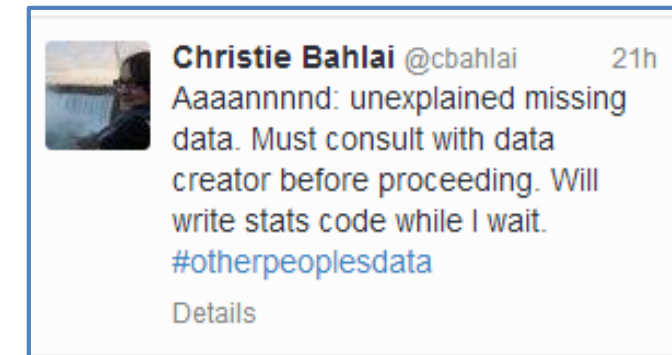 Christie Bahlai @cbahlai 21h
Aaaannnnd: unexplained missing
data. Must consult with data
creator before proceeding. Will
write stats code while I wait.
#otherpeoplesdata
Details